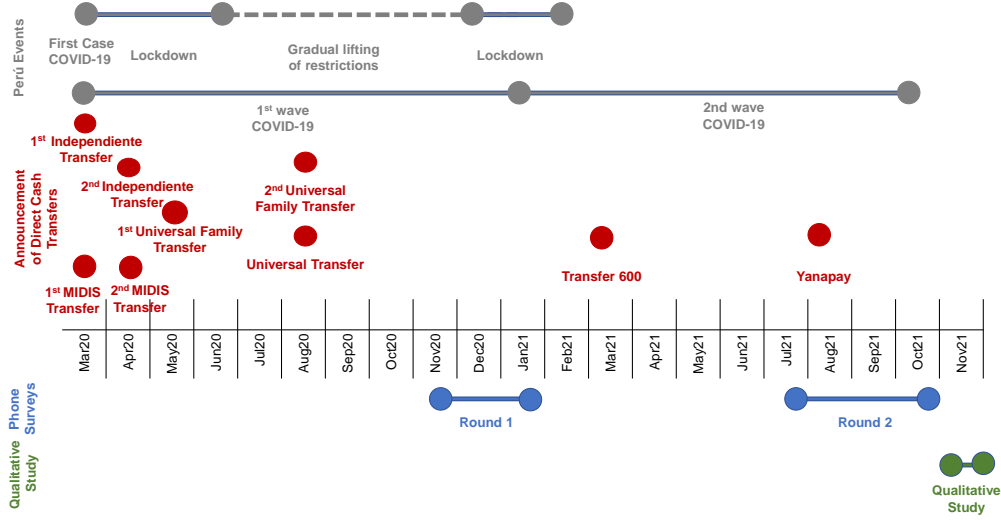 Perú Events
First Case
COVID-19
Lockdown
Gradual lifting
of restrictions
Lockdown
1st wave
COVID-19
2nd wave
COVID-19
Announcement
of Direct Cash
Transfers
1st Independiente
Transfer
2nd Independiente
Transfer
1st Universal Family
Transfer
2nd Universal
Family Transfer
Universal Transfer
Transfer 600
Yanapay
1st MIDIS
Transfer
2nd MIDIS
Transfer
Mar20
Apr20
May20
Jun20
Jul20
Aug20
Sep20
Oct20
Nov20
Dec20
Jan21
Feb21
Mar21
Apr21
May21
Jun21
Jul21
Aug21
Sep21
Oct21
Nov21
Phone
Surveys
Round 1
Round 2
Qualitative
Study
Qualitative
Study